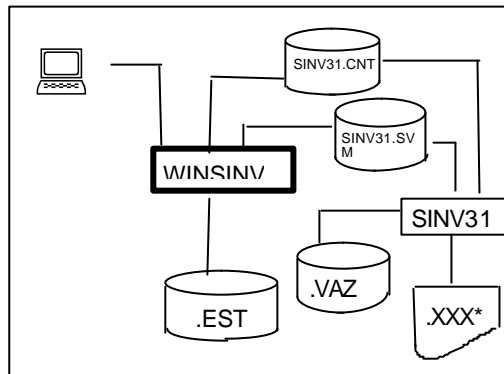 SINV31.CNT
SINV31.SV
M
WINSINV
SINV31
.VAZ
.EST
.XXX*